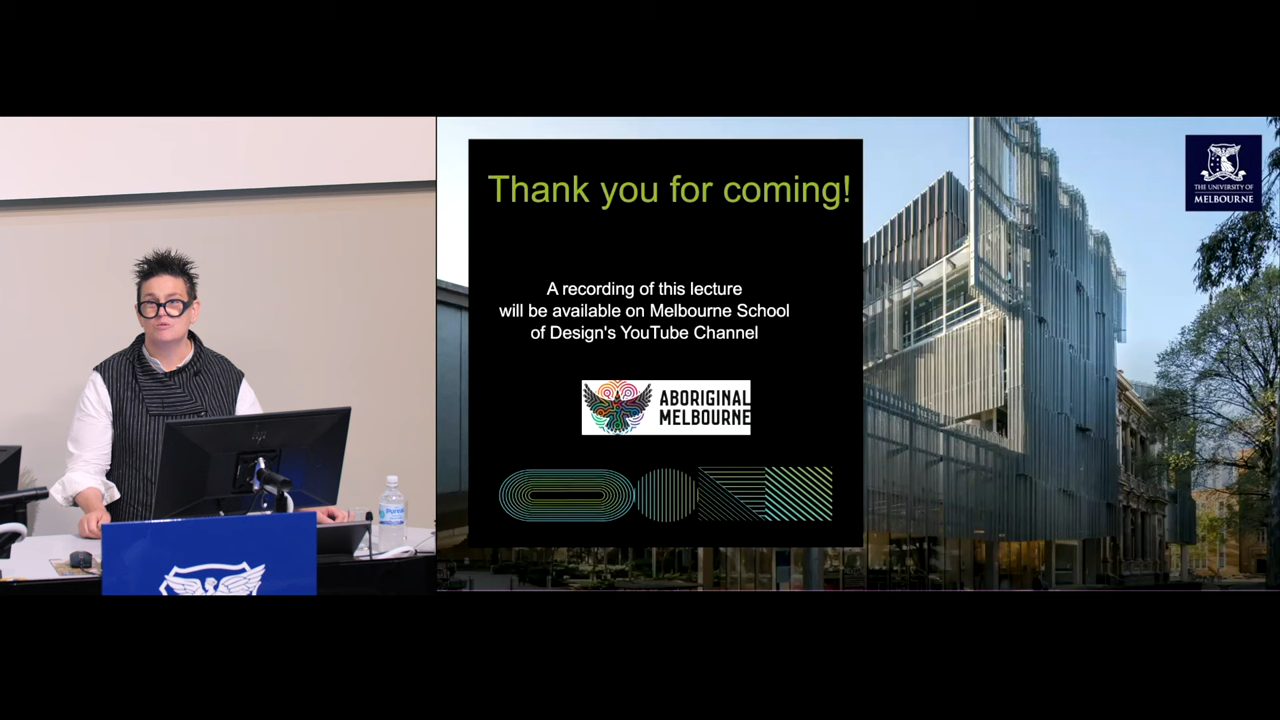 Thank you for coming!
A recording of this lecture
will be available on Melbourne School
of Design's YouTube Channel
ABORIGINAL
MELBOURNE
THE UNIVERSITY OF
MELBOURNE
hp